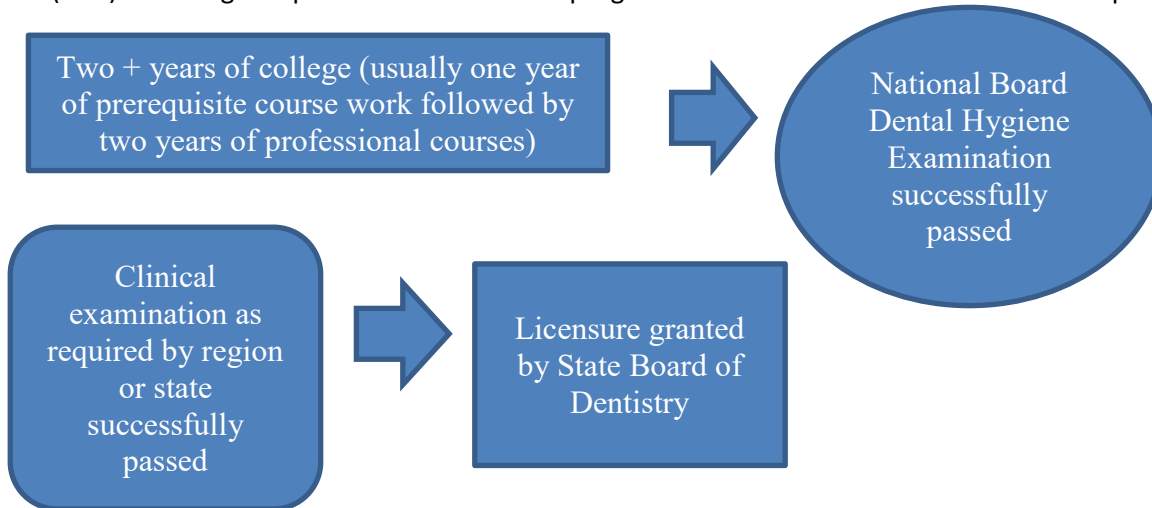 Two + years of college (usually one year
of prerequisite course work followed by
two years of professional courses)
National Board
Dental Hygiene
Examination
successfully
passed
Clinical
examination as
required by region
or state
successfully
passed
Licensure granted
by State Board of
Dentistry